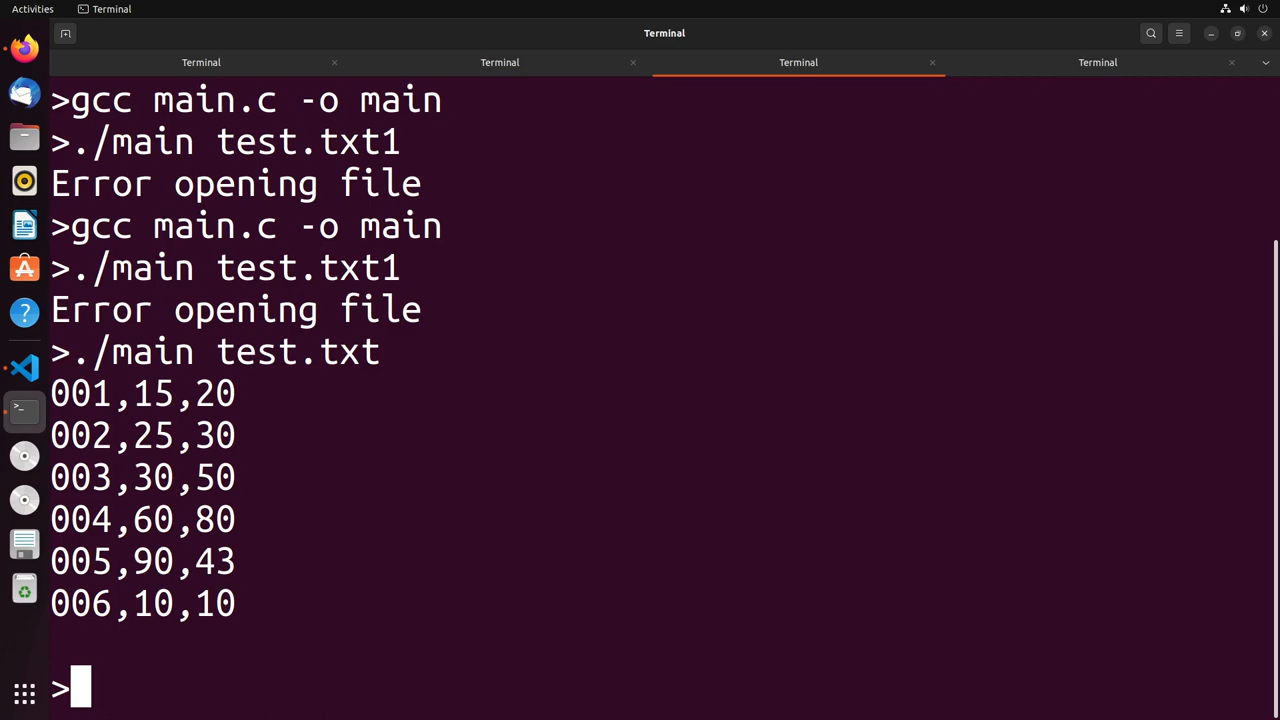 Activities Terminal
Terminal
Terminal Terminal Terminal Terminal
>gcc main.c -o main
>./main test.txt1
Error opening file
>gcc main.c -o main
>./main test.txt1
Error opening file
>./main test.txt
001,15,20
002,25,30
003,30,50
004,60,80
005,90,43
006,10,10
>